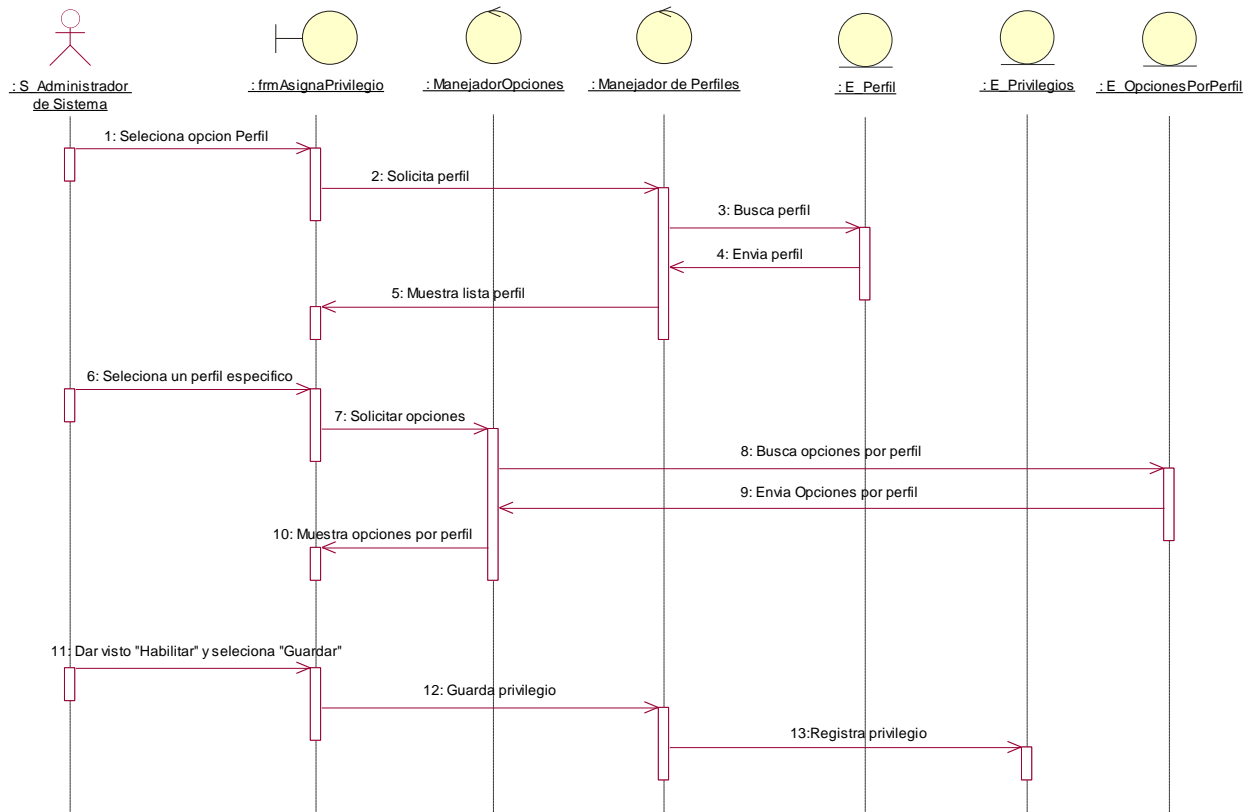 : S_Administrador
de Sistema
: frmAsignaPrivilegio
: ManejadorOpciones
: Manejador de Perfiles
: E_Perfil
: E_Privilegios
: E_OpcionesPorPerfil
1: Seleciona opcion Perfil
2: Solicita perfil
3: Busca perfil
4: Envia perfil
5: Muestra lista perfil
6: Seleciona un perfil especifico
7: Solicitar opciones
8: Busca opciones por perfil
9: Envia Opciones por perfil
10: Muestra opciones por perfil
11: Dar visto "Habilitar" y seleciona "Guardar"
12: Guarda privilegio
13:Registra privilegio